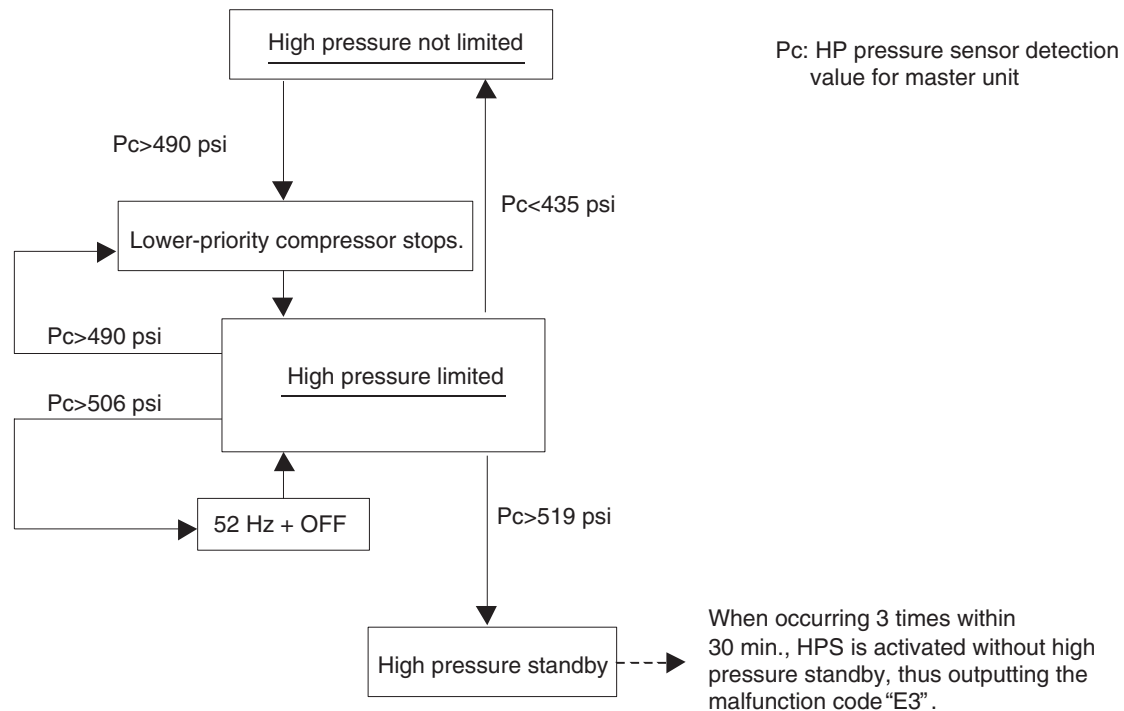 High pressure not limited
Pc: HP pressure sensor detection
value for master unit
Pc>490 psi
Pc<435 psi
Lower-priority compressor stops.
Pc>490 psi
High pressure limited
Pc>506 psi
52 Hz + OFF
Pc>519 psi
High pressure standby
When occurring 3 times within
30 min., HPS is activated without high
pressure standby, thus outputting the
malfunction code “E3”.